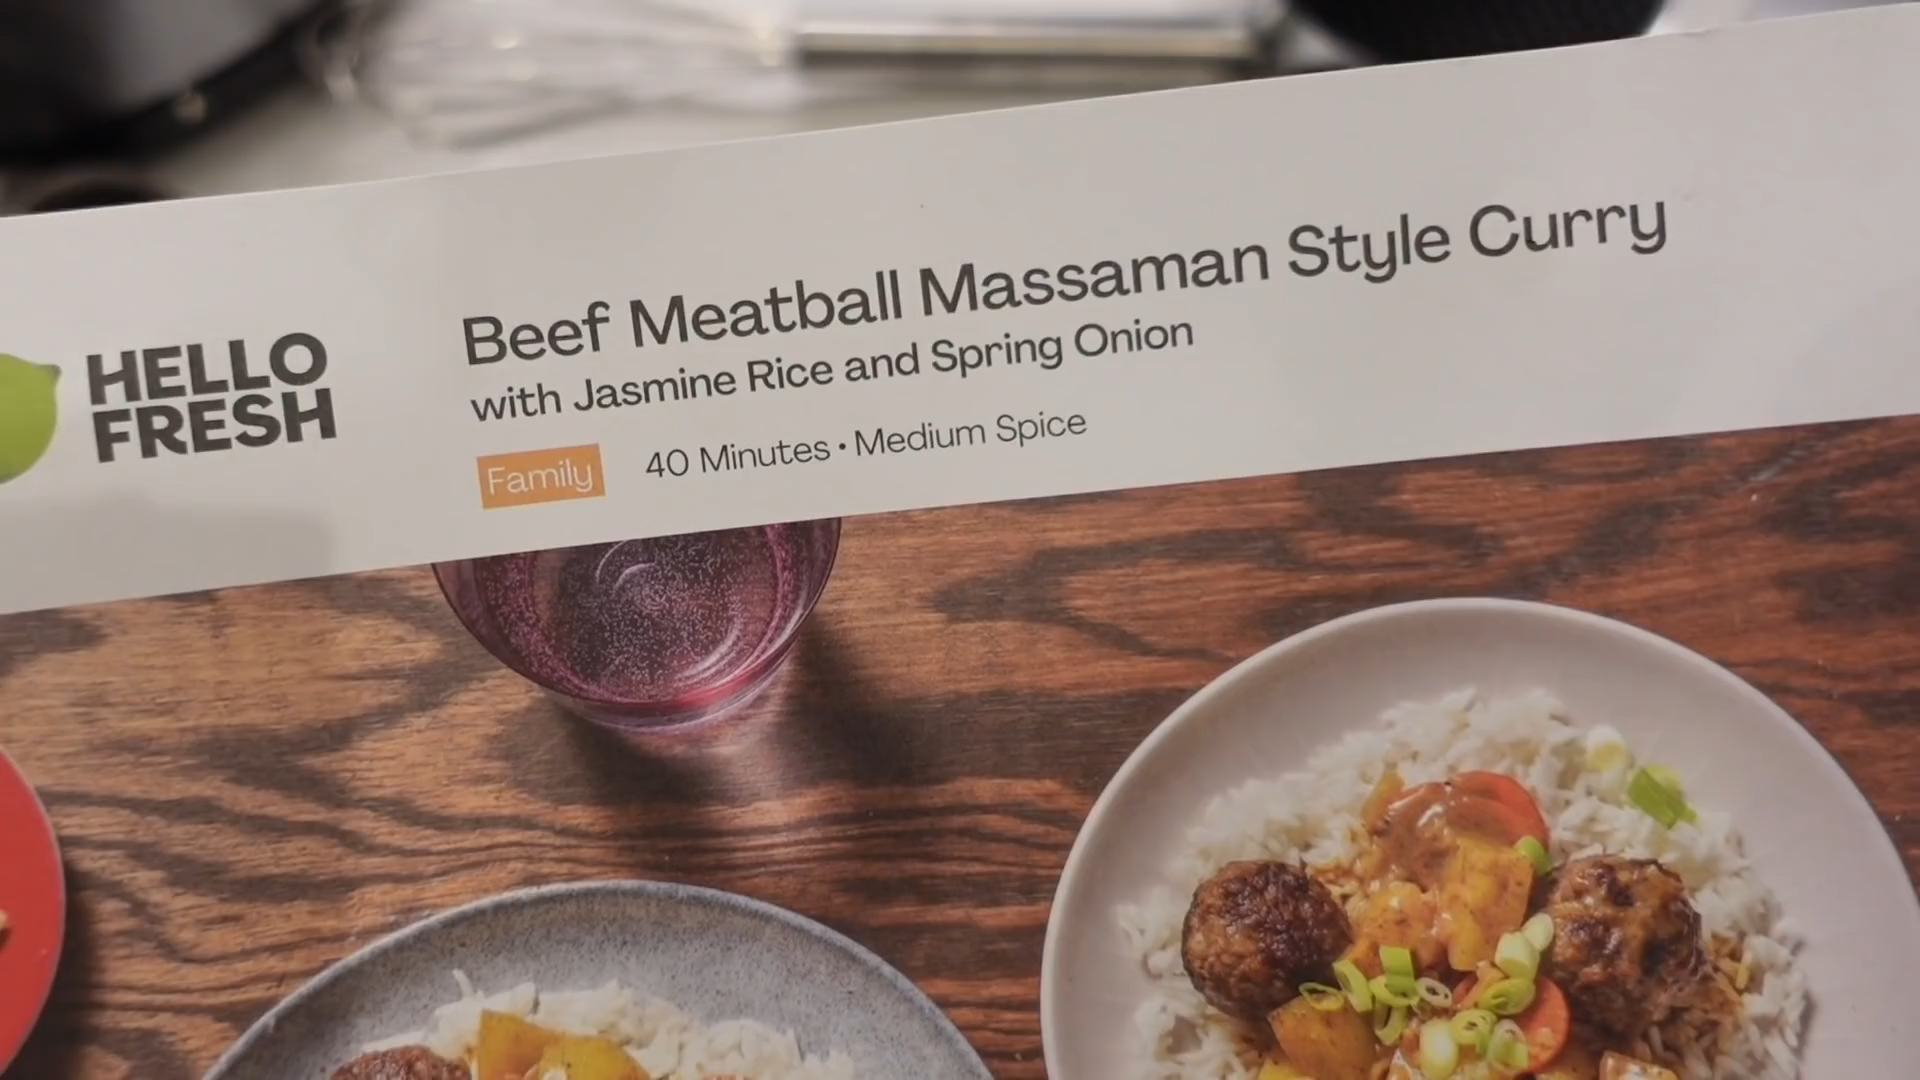 HELLO
FRESH
Beef Meatball Massaman Style Curry
with Jasmine Rice and Spring Onion
Family
40 Minutes • Medium Spice